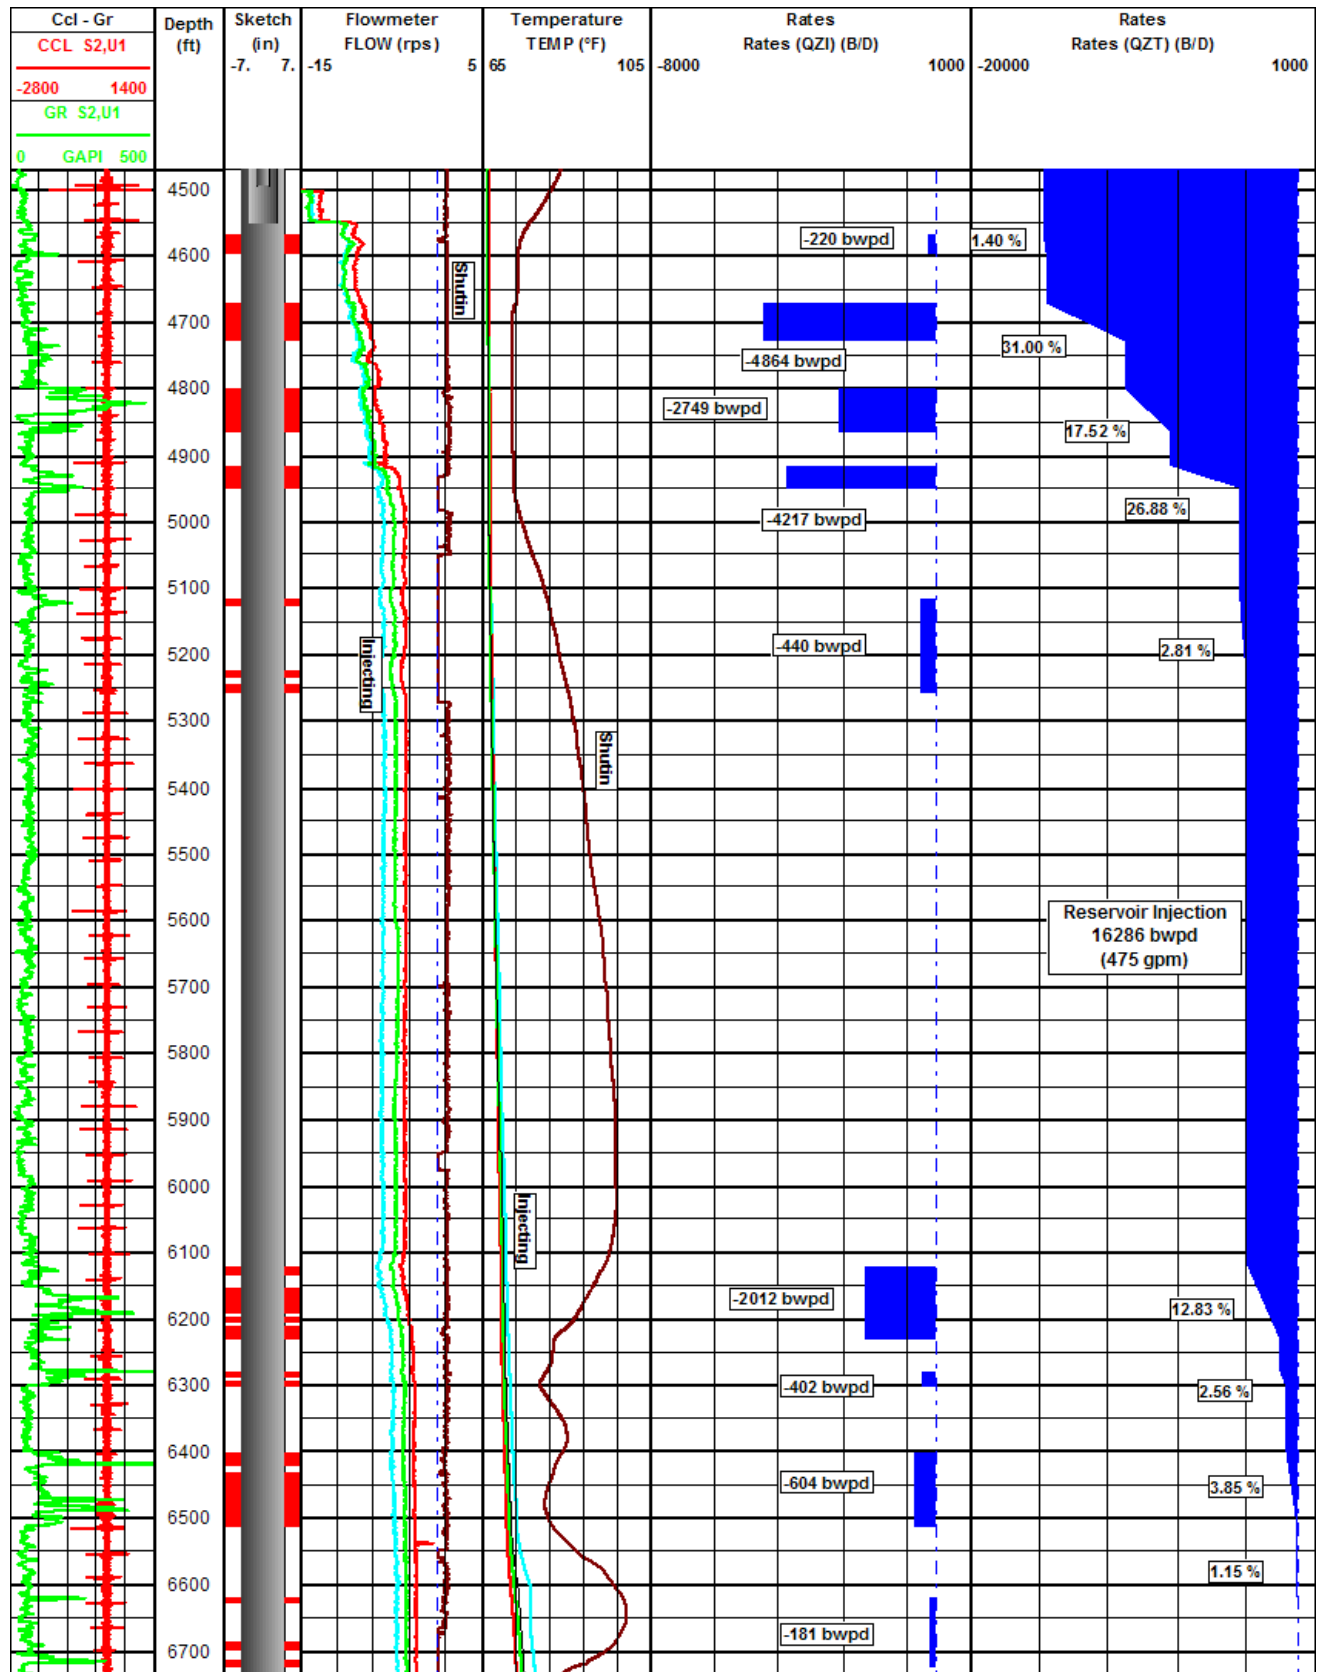 Ccl - Gr
CCL S2,U1
-2800 1400
GR S2,U1
0 GAPI 500
Depth
(ft)
Sketch
(in)
-7. 7.
Flowmeter
FLOW (rps)
-15 5
Temperature
TEMP (°F)
65 105
Rates
Rates (QZI) (B/D)
-8000 1000
Rates
Rates (QZT) (B/D)
-20000 1000
4500
4600
4700
4800
4900
5000
5100
5200
5300
5400
5500
5600
5700
5800
5900
6000
6100
6200
6300
6400
6500
6600
6700
Shutin
Injecting
Shutin
Injecting
-220 bwpd
-4864 bwpd
-2749 bwpd
-4217 bwpd
-440 bwpd
-2012 bwpd
-402 bwpd
-604 bwpd
-181 bwpd
1.40 %
31.00 %
17.52 %
26.88 %
2.81 %
Reservoir Injection
16286 bwpd
(475 gpm)
12.83 %
2.56 %
3.85 %
1.15 %